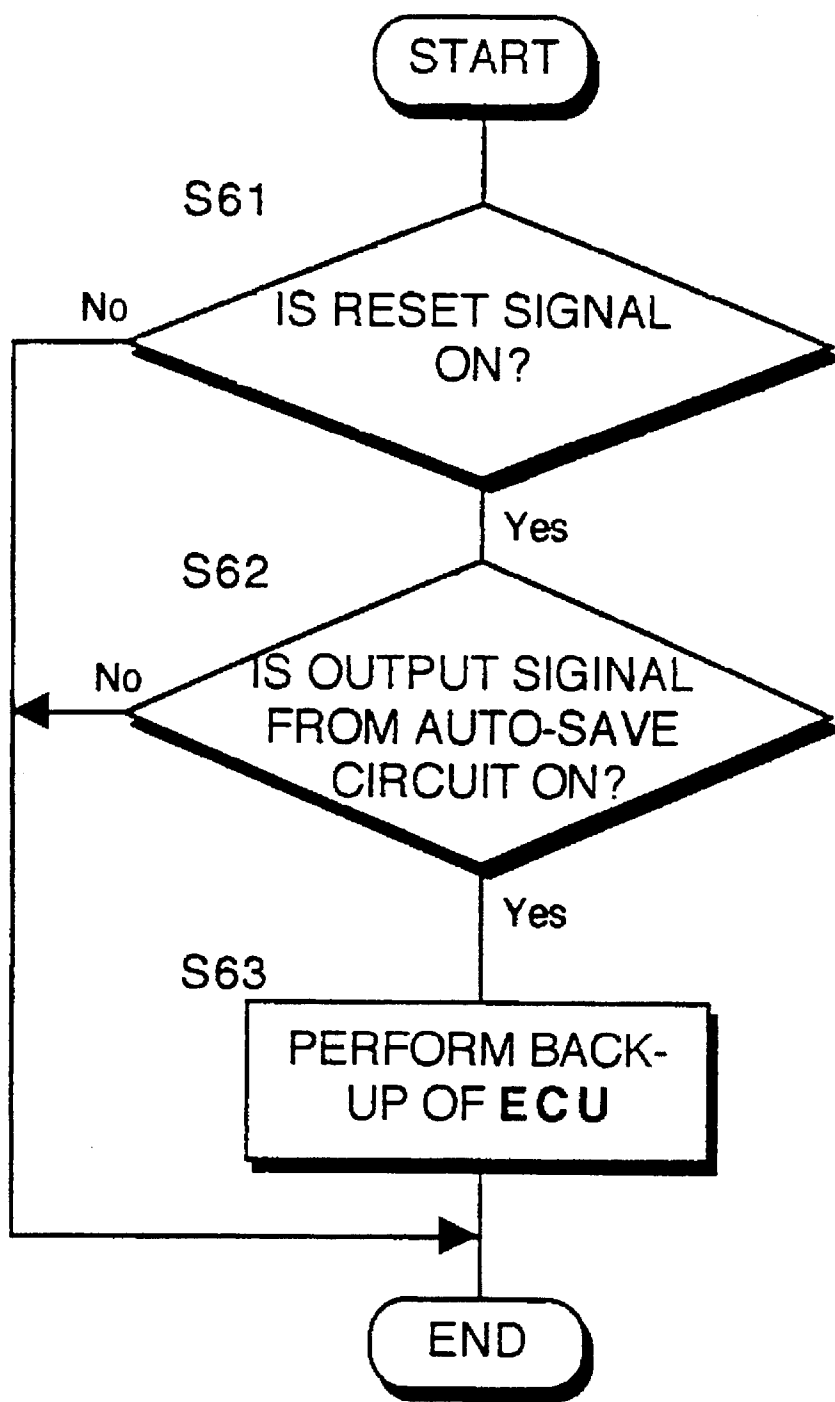 START
S61
No
IS RESET SIGNAL
ON?
Yes
S62
No
IS OUTPUT SIGINAL
FROM AUTO-SAVE
CIRCUIT ON?
Yes
S63
PERFORM BACK-
UP OF ECU
END